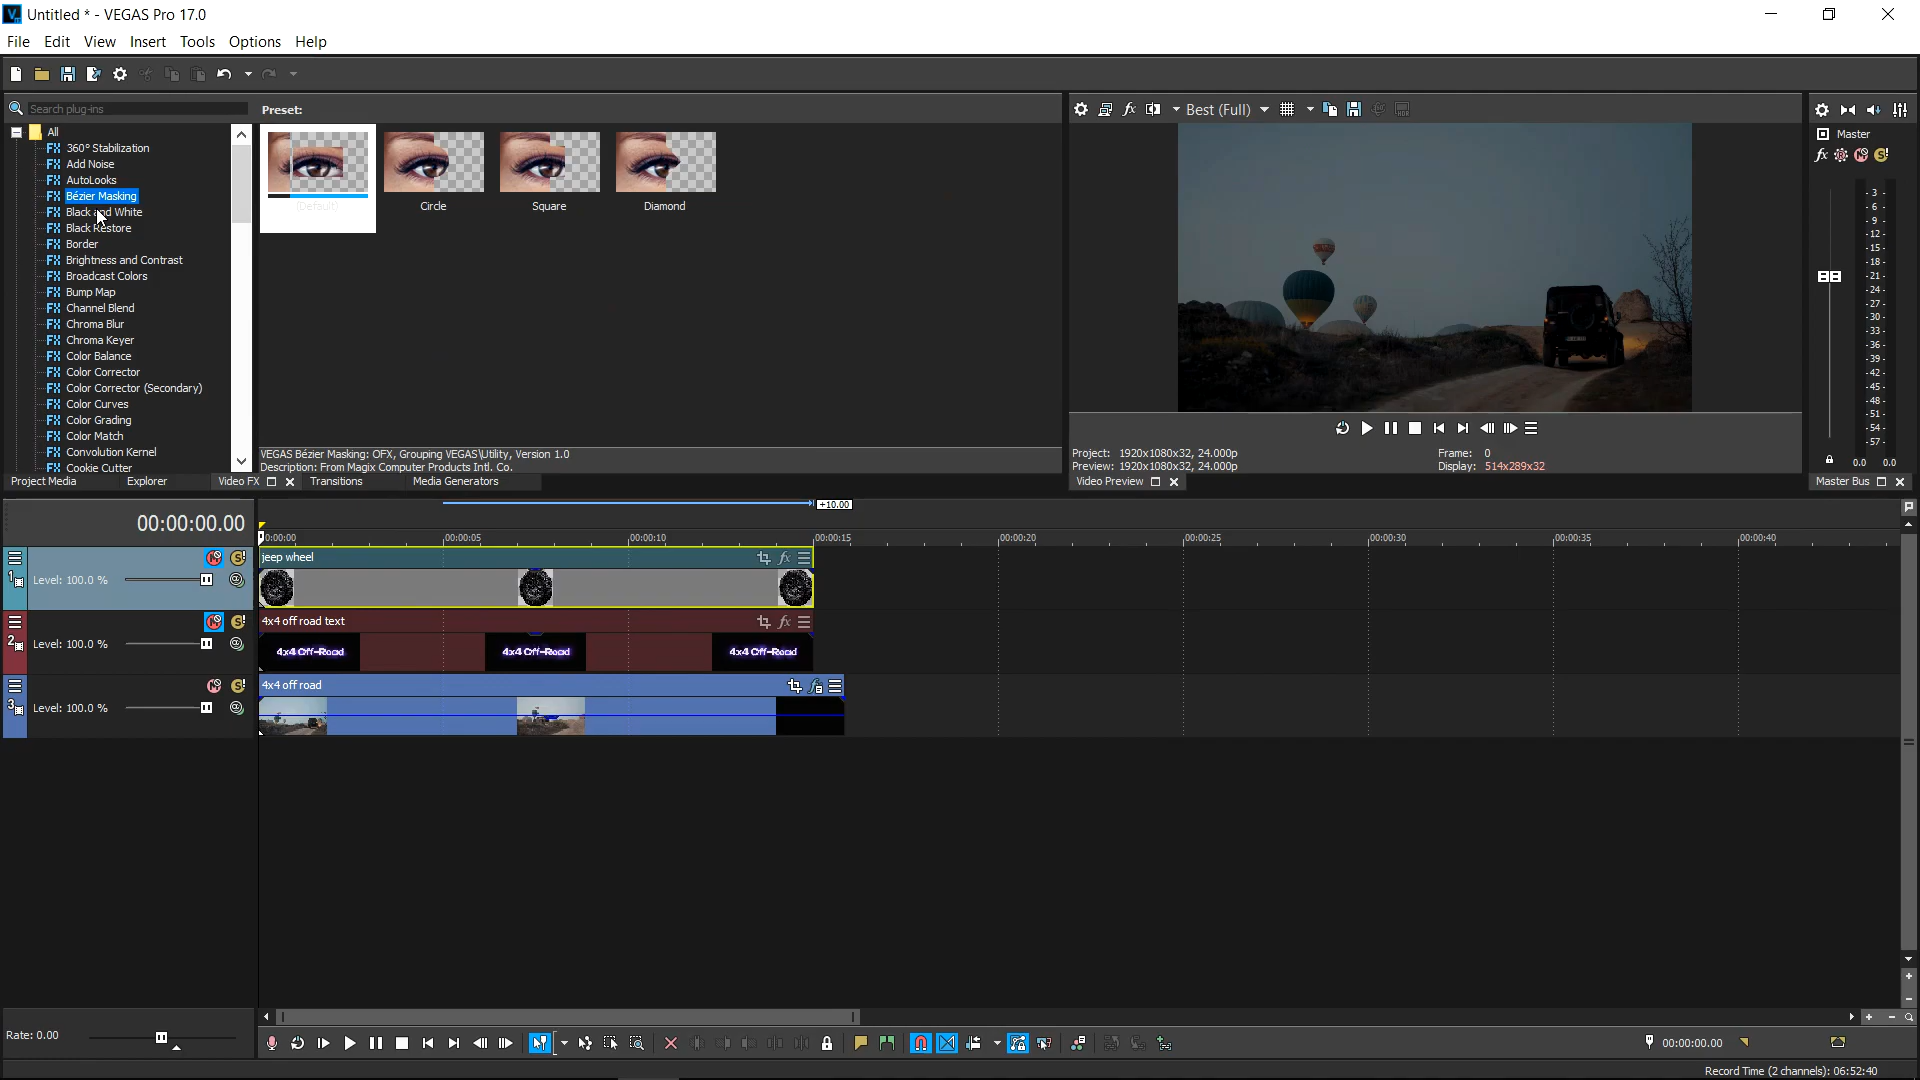 Untitled * - VEGAS Pro 17.0
File Edit View Insert Tools Options Help
Search plug-ins
Preset:
All
360° Stabilization
Add Noise
AutoLooks
Bézier Masking
Black and White
Black Restore
Border
Brightness and Contrast
Broadcast Colors
Bump Map
Channel Blend
Chroma Blur
Chroma Keyer
Color Balance
Color Corrector
Color Corrector (Secondary)
Color Curves
Color Grading
Color Match
Convolution Kernel
Cookie Cutter
(Default) Circle Square Diamond
VEGAS Bézier Masking: OFX, Grouping VEGAS\Utility, Version 1.0
Description: From Magix Computer Products Intl. Co.
Project Media Explorer Video FX Transitions Media Generators
Best (Full)
Project: 1920x1080x32, 24.000p Frame: 0
Preview: 1920x1080x32, 24.000p Display: 514x289x32
Video Preview
Master
-3-
-6-
-9-
-12-
-15-
-18-
-21-
-24-
-27-
-30-
-33-
-36-
-39-
-42-
-45-
-48-
-51-
-54-
-57-
0.0 0.0
Master Bus
+10.00
00:00:00.00
0:00:00 00:00:05 00:00:10 00:00:15 00:00:20 00:00:25 00:00:30 00:00:35 00:00:40
jeep wheel
1 Level: 100.0 %
4x4 off road text
2 Level: 100.0 %
4x4 Off-Road 4x4 Off-Road 4x4 Off-Road
4x4 off road
3 Level: 100.0 %
Rate: 0.00
00:00:00.00
Record Time (2 channels): 06:52:40